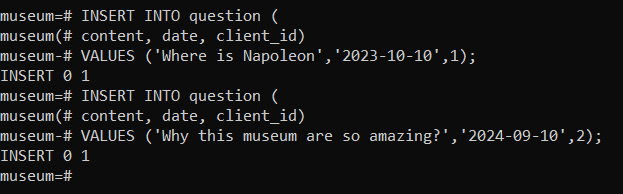 museum=# INSERT INTO question (
museum(# content, date, client_id)
museum-# VALUES ('Where is Napoleon','2023-10-10',1);
INSERT 0 1
museum=# INSERT INTO question (
museum(# content, date, client_id)
museum-# VALUES ('Why this museum are so amazing?','2024-09-10',2);
INSERT 0 1
museum=#